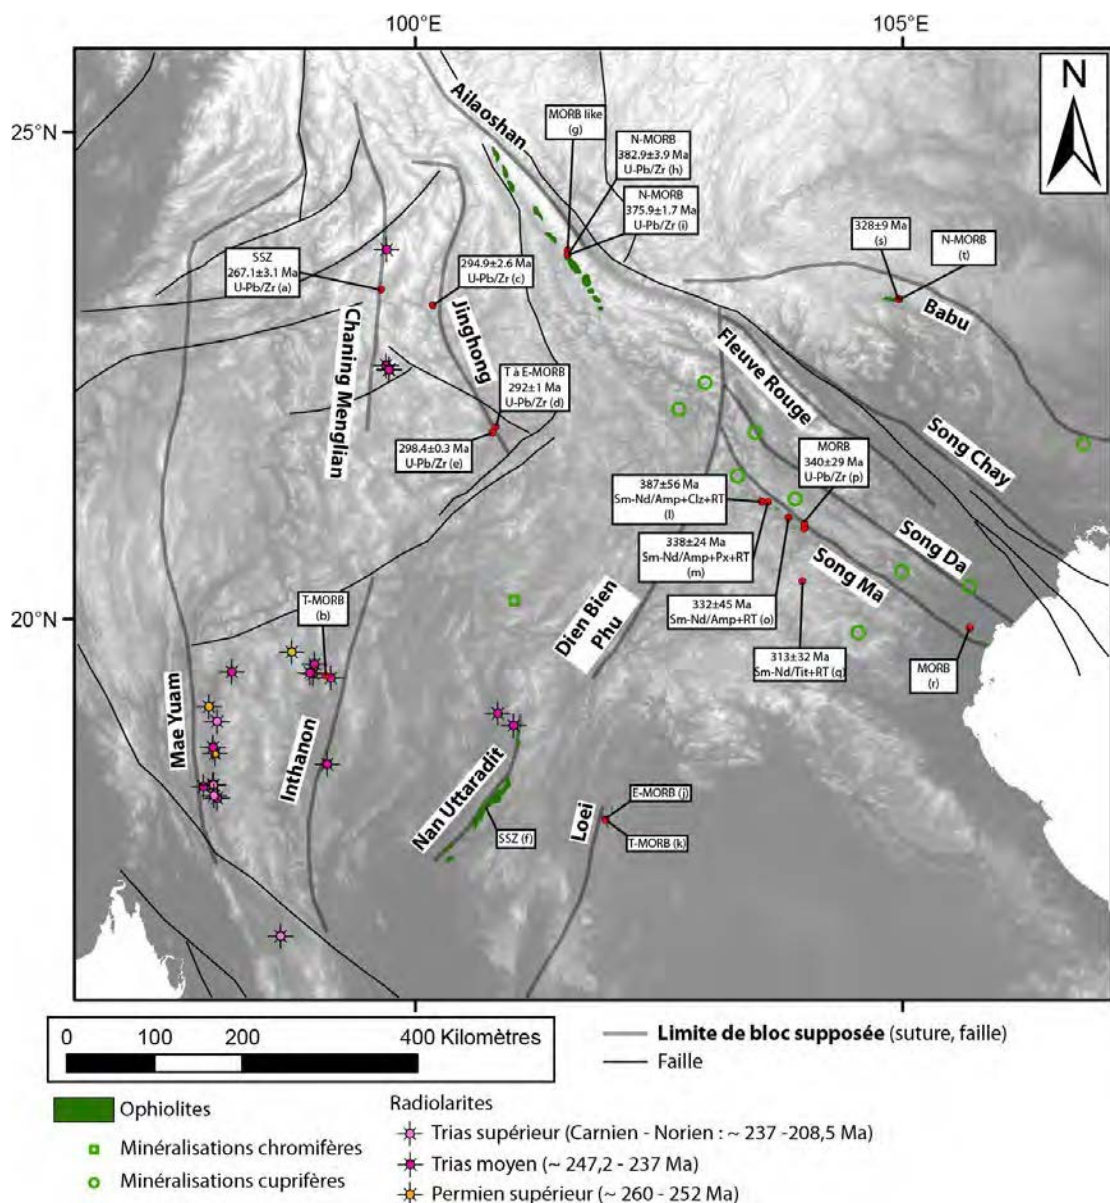 100°E
105°E
25°N
20°N
N
Ailaoshan
MORB like
(g)
N-MORB
382.9±3.9 Ma
U-Pb/Zr (h)
N-MORB
375.9±1.7 Ma
U-Pb/Zr (i)
SSZ
267.1±3.1 Ma
U-Pb/Zr (a)
294.9±2.6 Ma
U-Pb/Zr (c)
328±9 Ma
(s)
N-MORB
(t)
Babu
Chaning Menglian
Jinghong
Fleuve Rouge
T à E-MORB
292±1 Ma
U-Pb/Zr (d)
298.4±0.3 Ma
U-Pb/Zr (e)
Song Chay
MORB
340±29 Ma
U-Pb/Zr (p)
387±56 Ma
Sm-Nd/Amp+Clz+RT
(l)
338±24 Ma
Sm-Nd/Amp+Px+RT
(m)
Song Da
Song Ma
332±45 Ma
Sm-Nd/Amp+RT (o)
Dien Bien
Phu
313±32 Ma
Sm-Nd/Tit+RT (q)
MORB
(r)
T-MORB
(b)
Mae Yuam
Inthanon
Nan Uttaradit
SSZ (f)
Loei
E-MORB (j)
T-MORB (k)
0 100 200 400 Kilomètres
Limite de bloc supposée (suture, faille)
Faille
Ophiolites
Minéralisations chromifères
Minéralisations cuprifères
Radiolarites
Trias supérieur (Carnien - Norien : ~ 237 -208,5 Ma)
Trias moyen (~ 247,2 - 237 Ma)
Permien supérieur (~ 260 - 252 Ma)